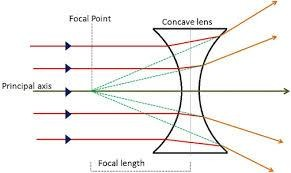 Focal Point
Concave lens
Principal axis
Focal length